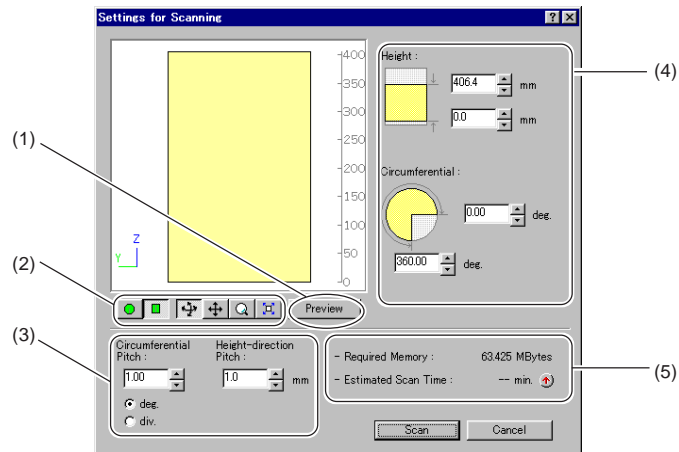 Settings for Scanning
400
350
300
250
200
150
100
50
0
Z
Y
Height :
406.4 mm
0.0 mm
Circumferential :
0.00 deg.
360.00 deg.
(1)
(2)
(3)
(4)
(5)
Preview
Circumferential Pitch :
1.00
deg.
div.
Height-direction Pitch :
1.0 mm
- Required Memory : 63.425 MBytes
- Estimated Scan Time : -- min.
Scan
Cancel